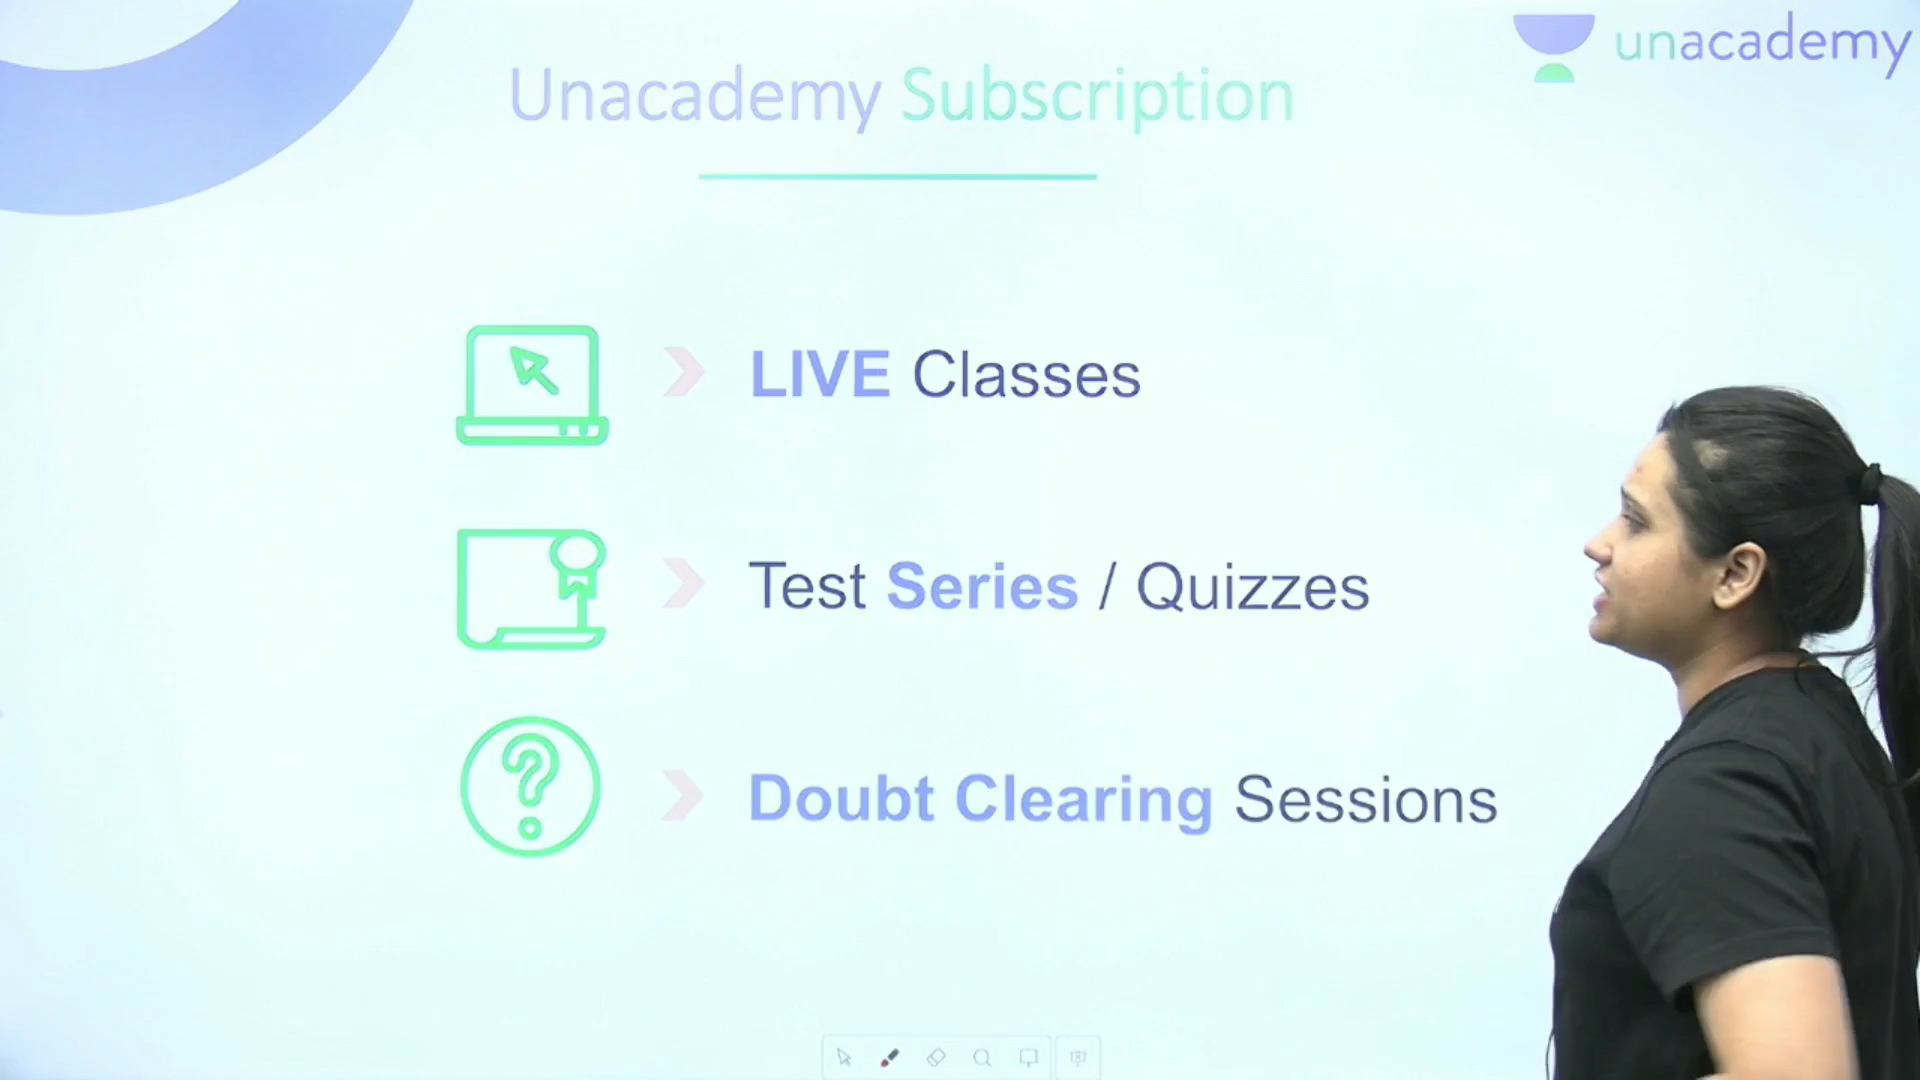 unacademy
Unacademy Subscription
LIVE Classes
Test Series / Quizzes
Doubt Clearing Sessions